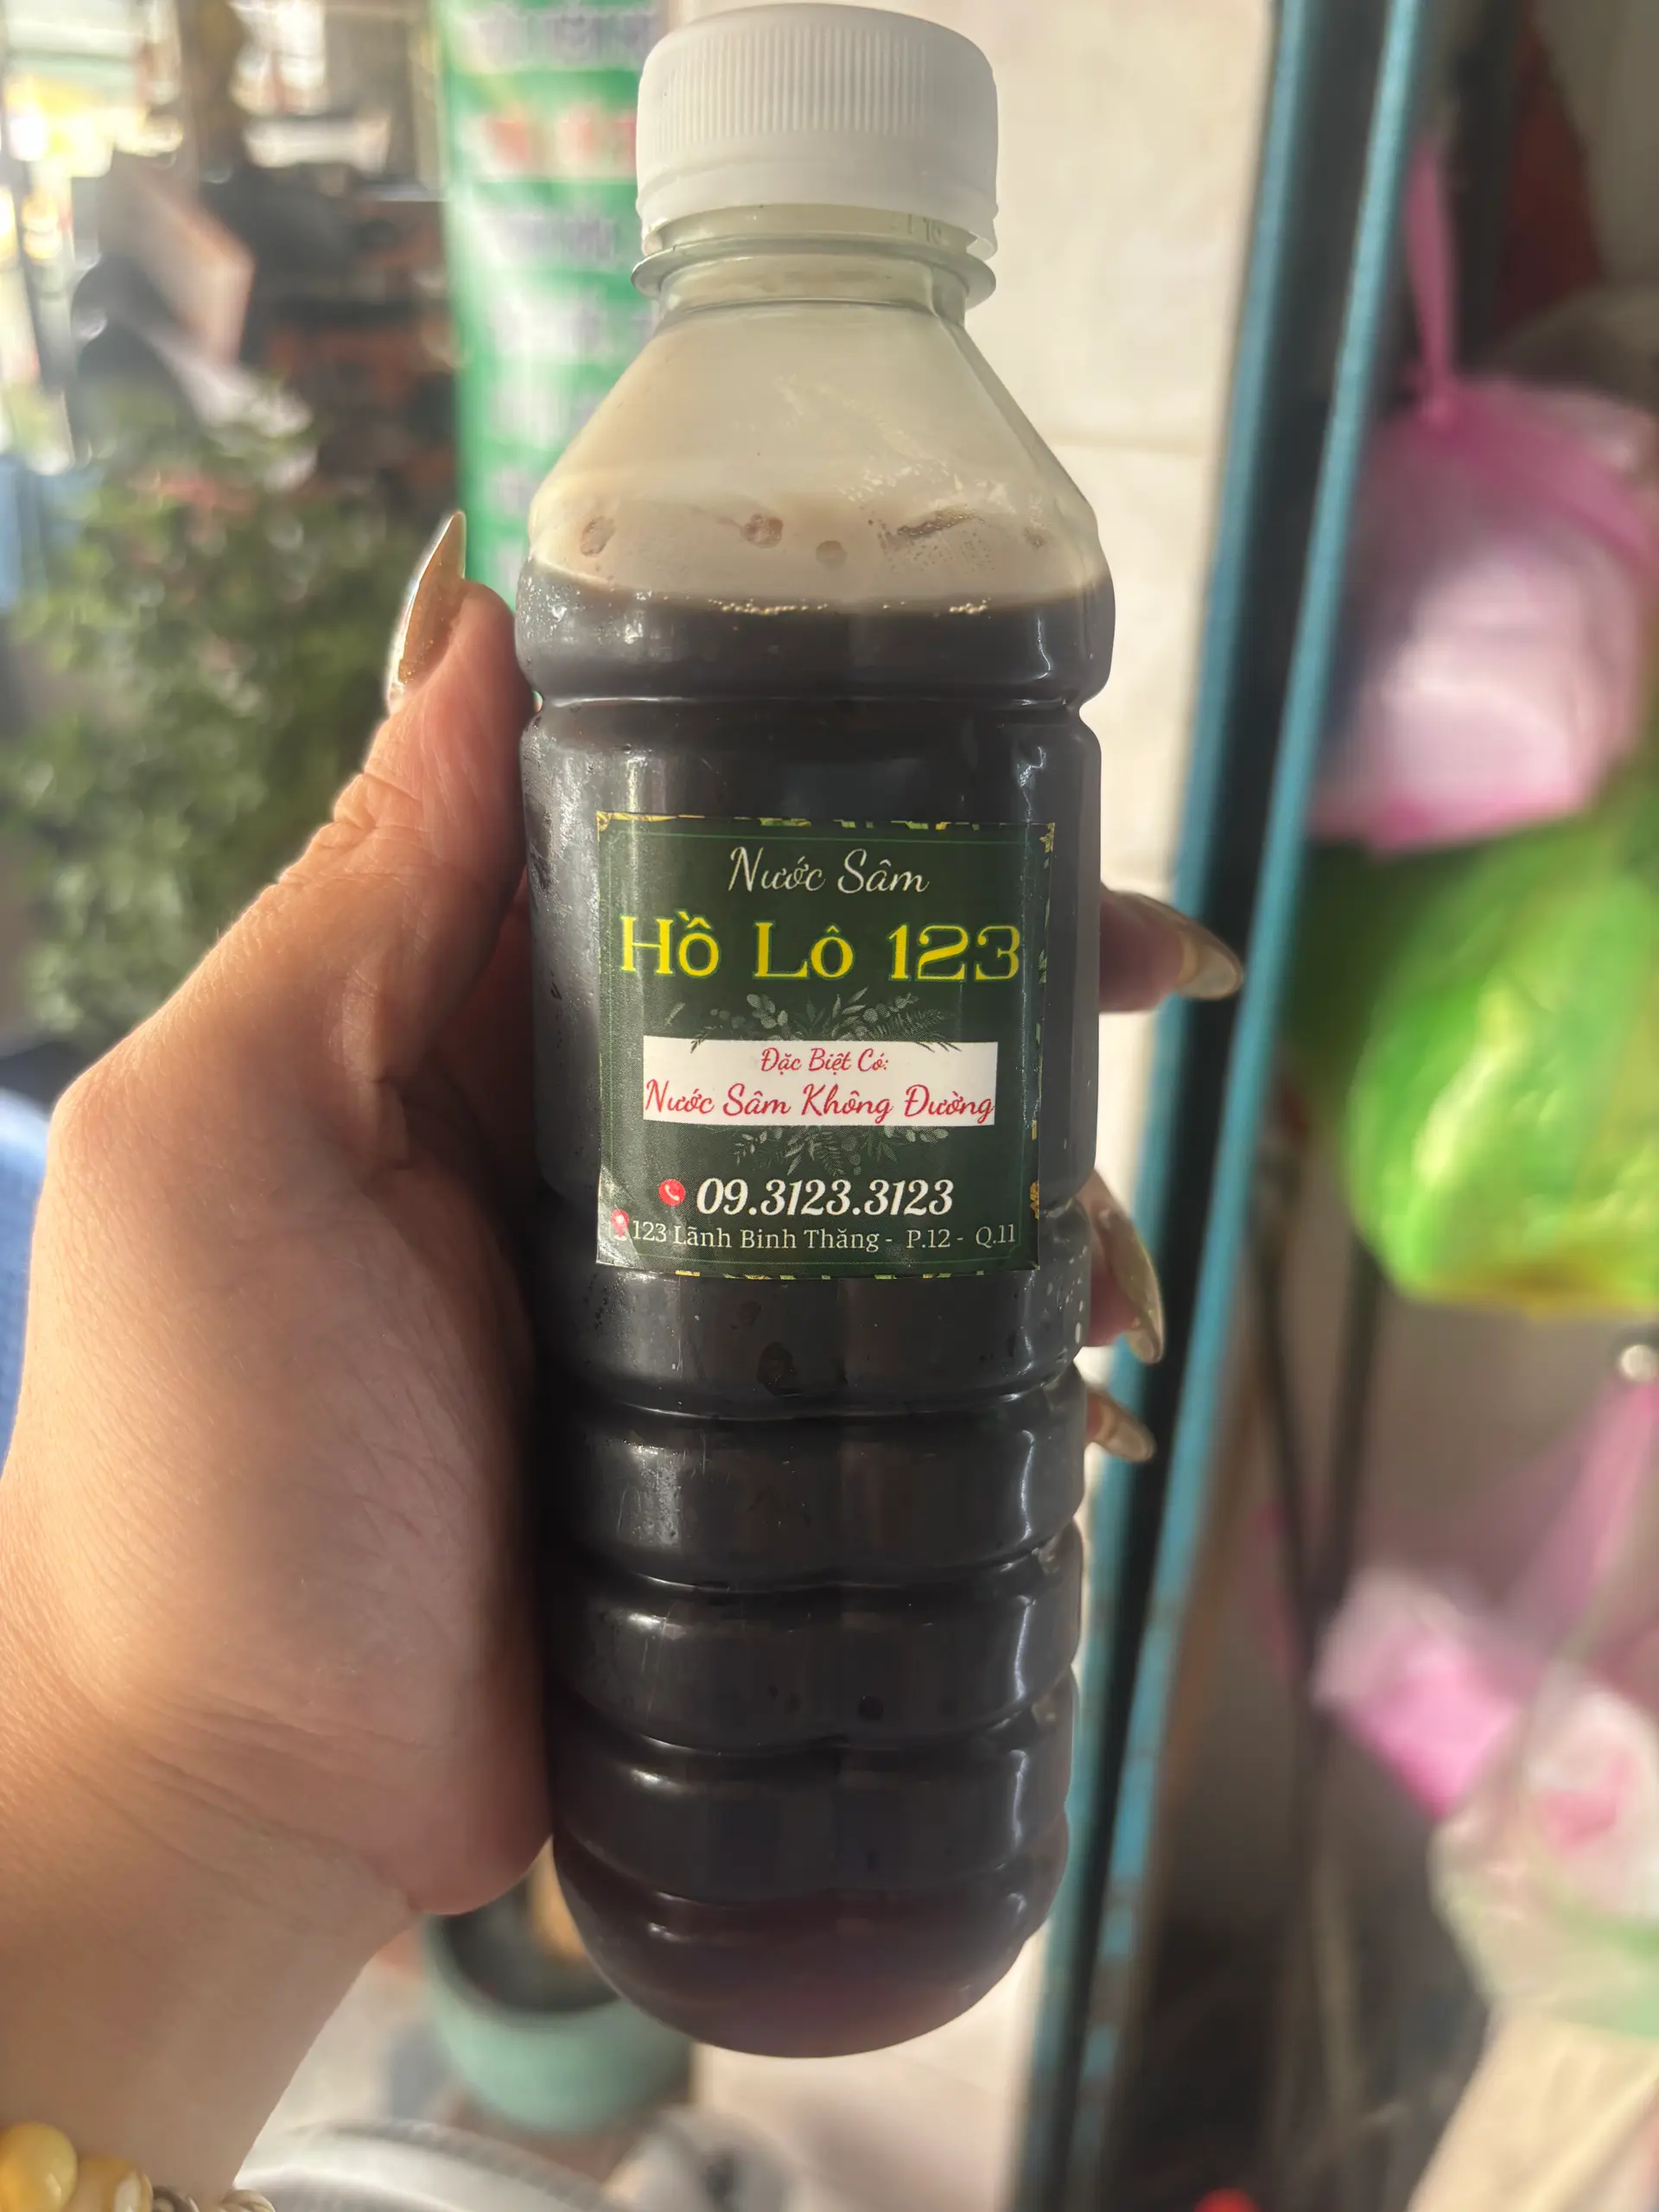 Nước Sâm
Hồ Lô 123
Đặc Biệt Có:
Nước Sâm Không Đường
09.3123.3123
123 Lãnh Binh Thăng - P.12 - Q.11